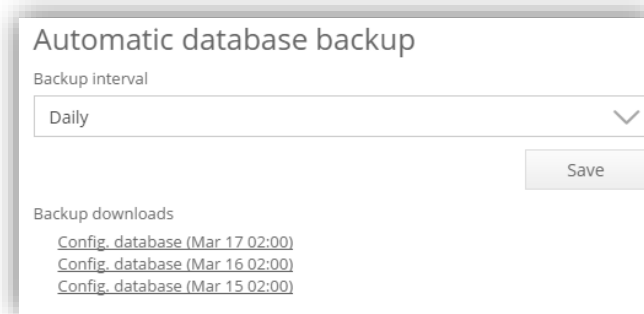 Automatic database backup
Backup interval
Daily
Save
Backup downloads
Config. database (Mar 17 02:00)
Config. database (Mar 16 02:00)
Config. database (Mar 15 02:00)